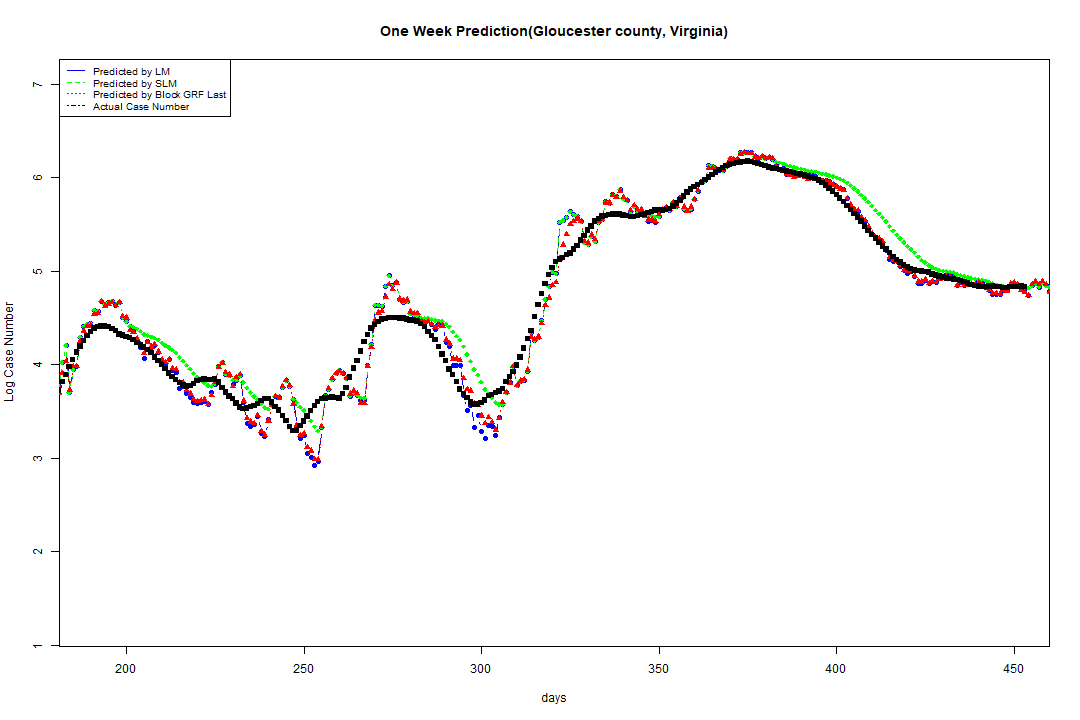 One Week Prediction(Gloucester county, Virginia)
Predicted by LM
Predicted by SLM
Predicted by Block GRF Last
Actual Case Number
7
6
5
4
3
2
1
Log Case Number
200 250 300 350 400 450
days